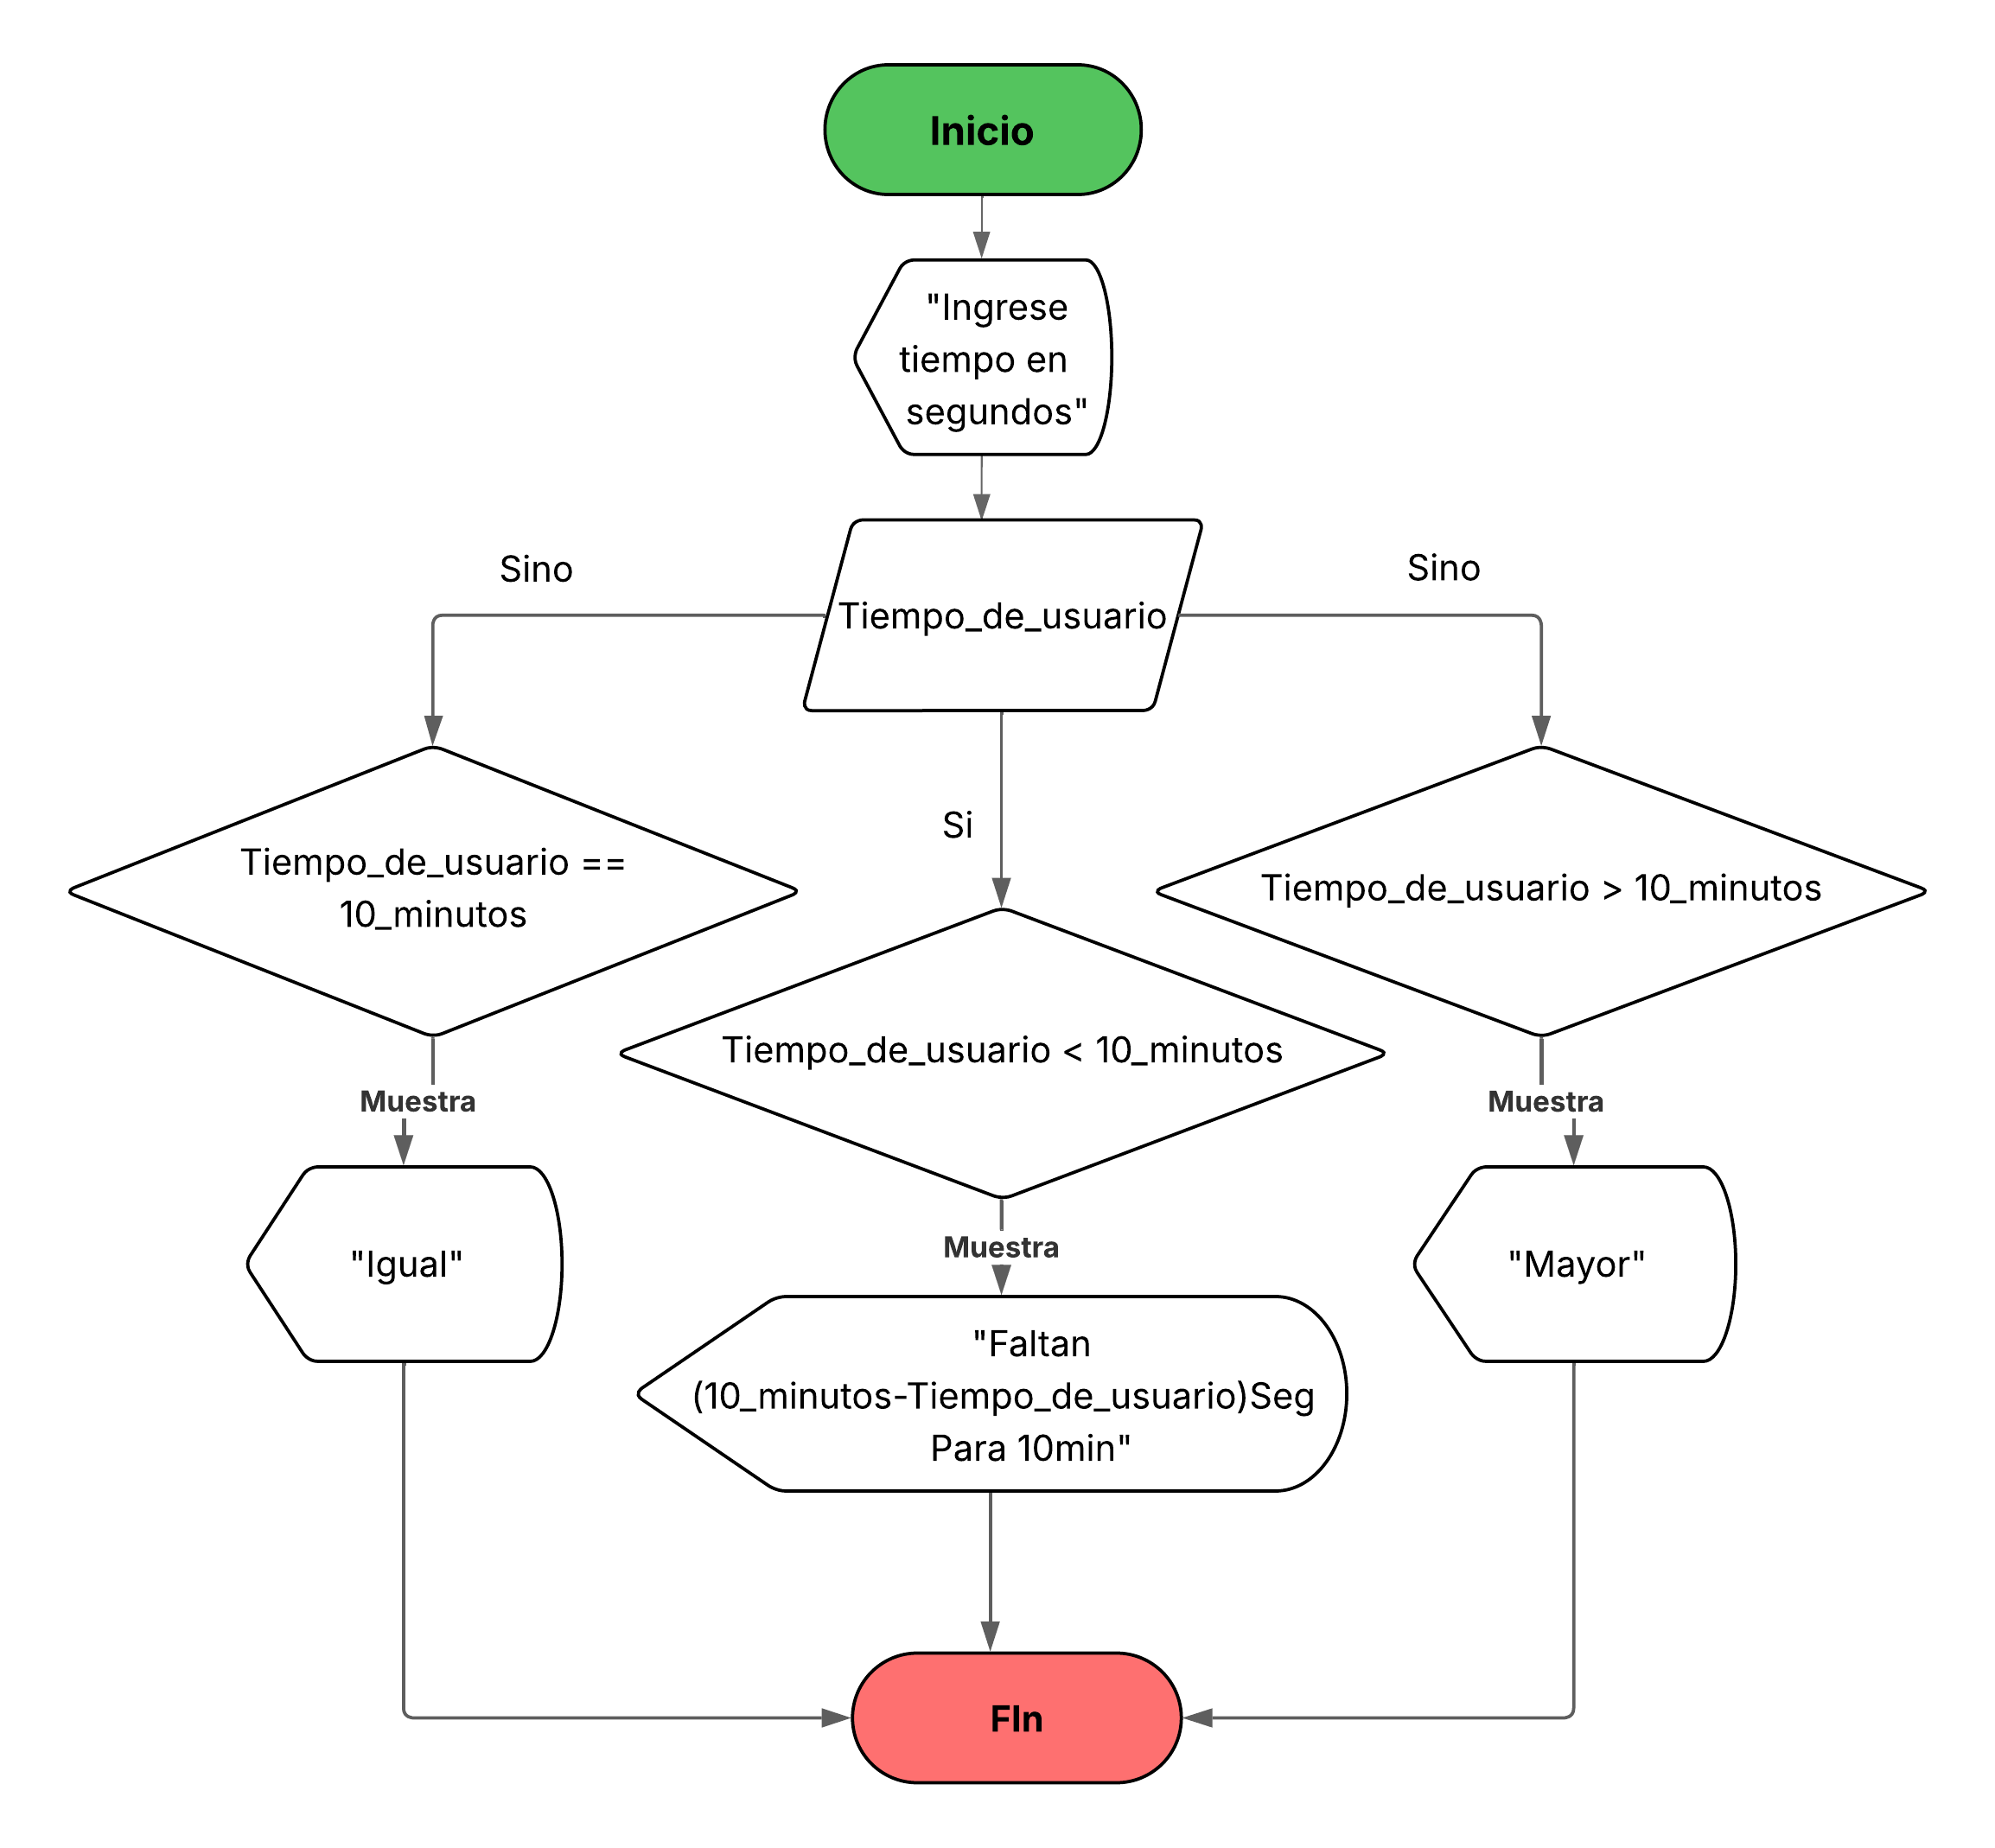 Inicio
"Ingrese
tiempo en
segundos"
Sino
Sino
Tiempo_de_usuario
Si
Tiempo_de_usuario ==
10_minutos
Tiempo_de_usuario > 10_minutos
Tiempo_de_usuario < 10_minutos
Muestra
Muestra
"Igual"
Muestra
"Mayor"
"Faltan
(10_minutos-Tiempo_de_usuario)Seg
Para 10min"
FIn